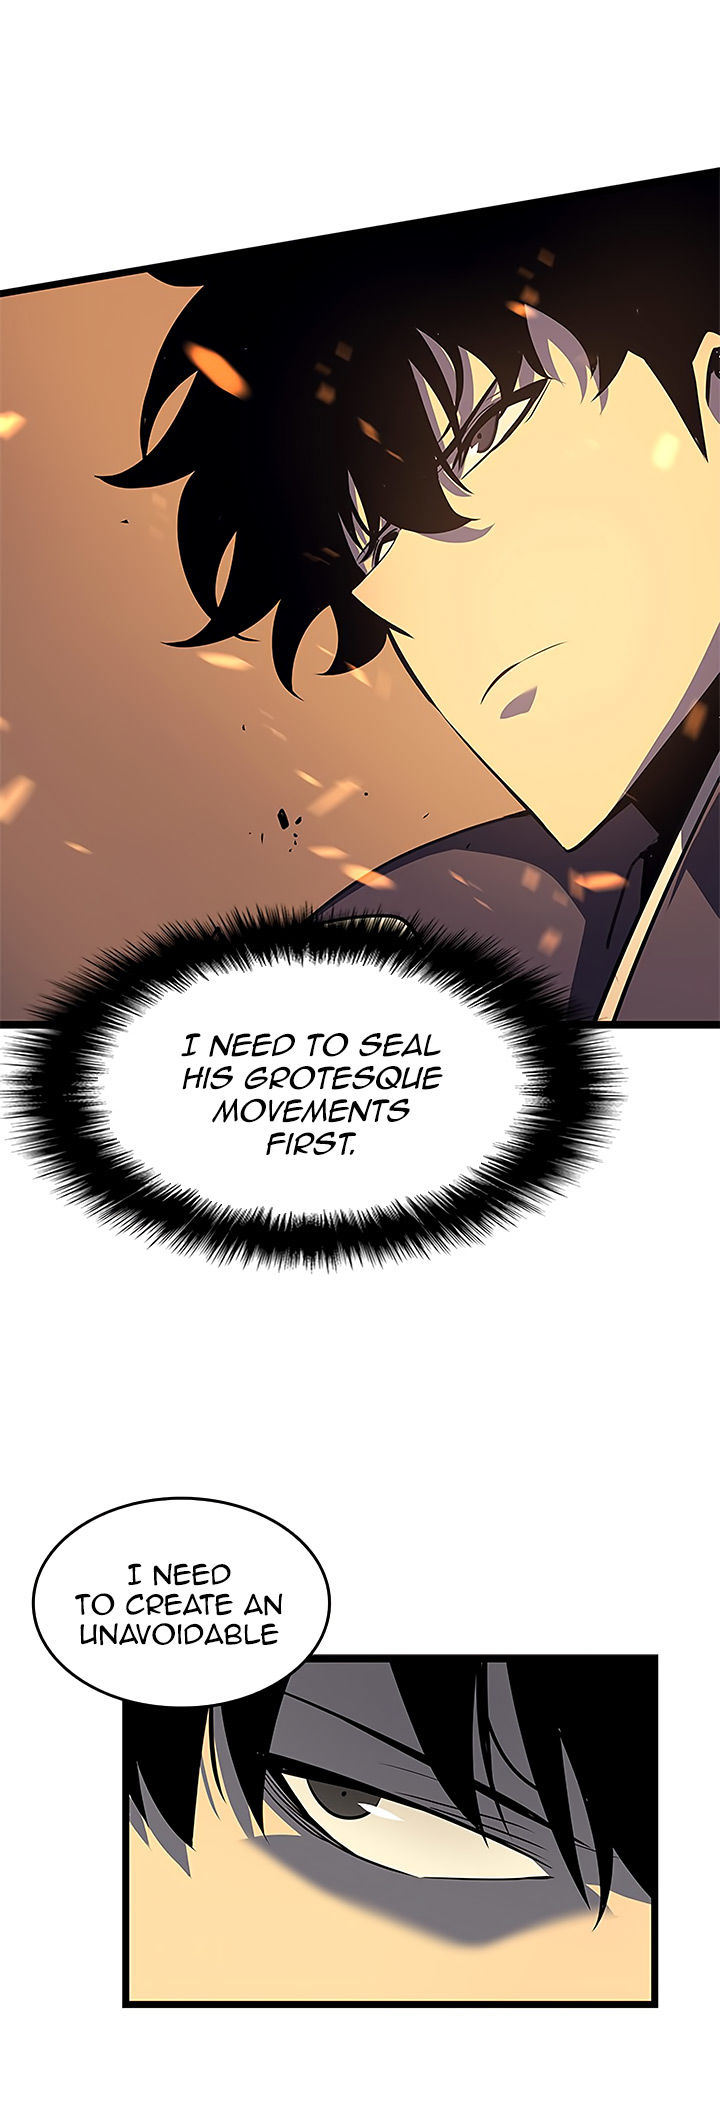 I NEED TO SEAL
HIS GROTESQUE
MOVEMENTS
FIRST.
I NEED
TO CREATE AN
UNAVOIDABLE